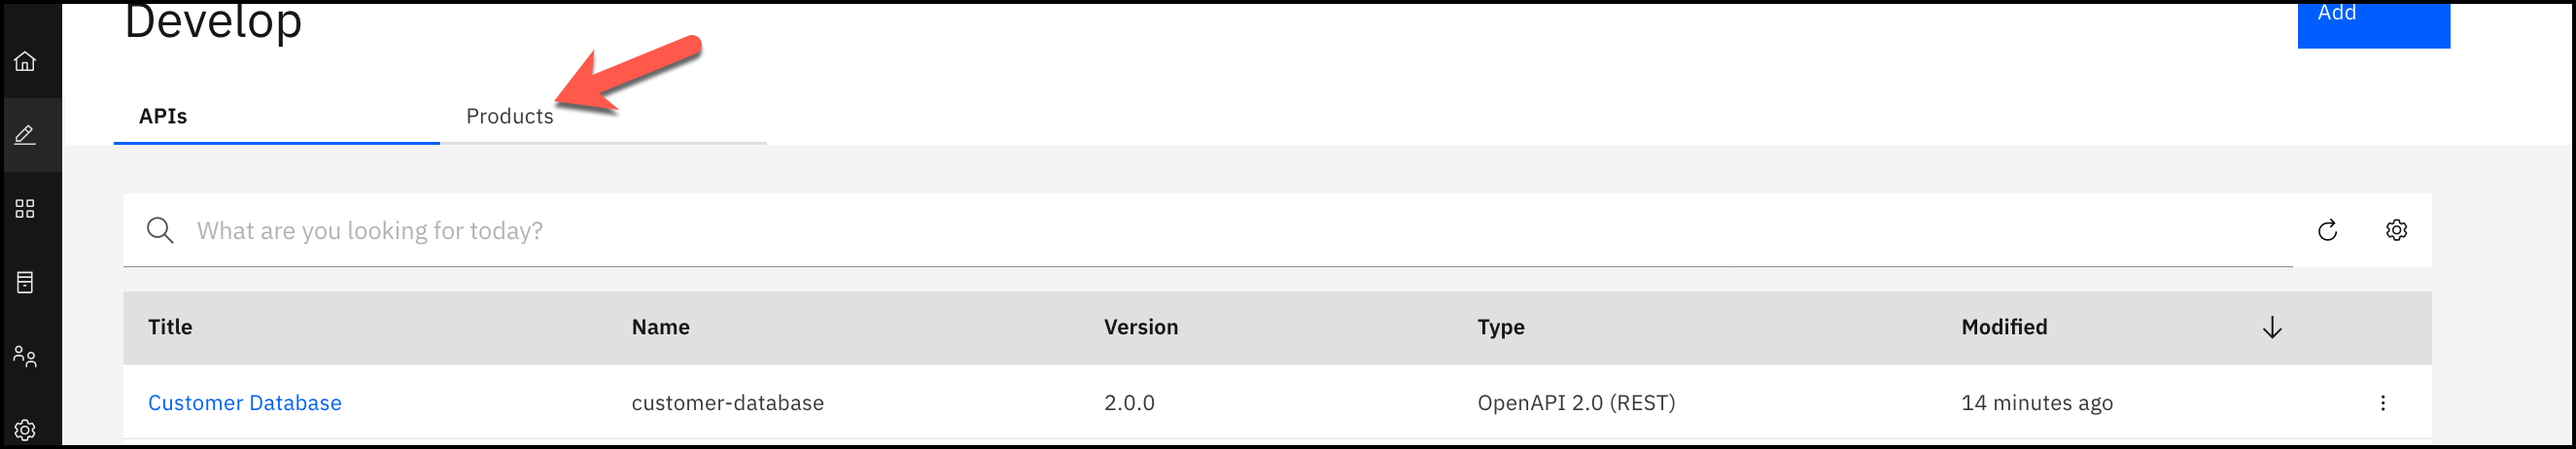 Develop
Add
APIs Products
What are you looking for today?
Title Name Version Type Modified
Customer Database customer-database 2.0.0 OpenAPI 2.0 (REST) 14 minutes ago